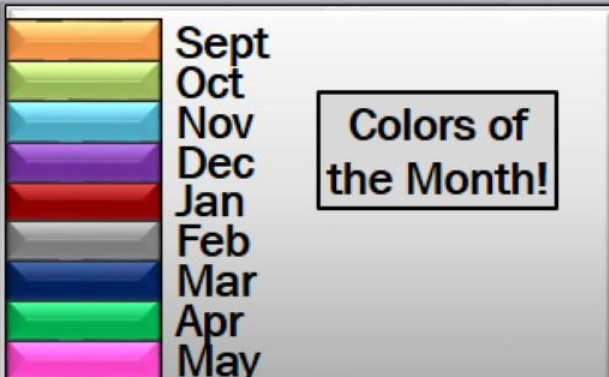 Sept
Oct
Nov
Dec
Jan
Feb
Mar
Apr
May
Colors of
the Month!